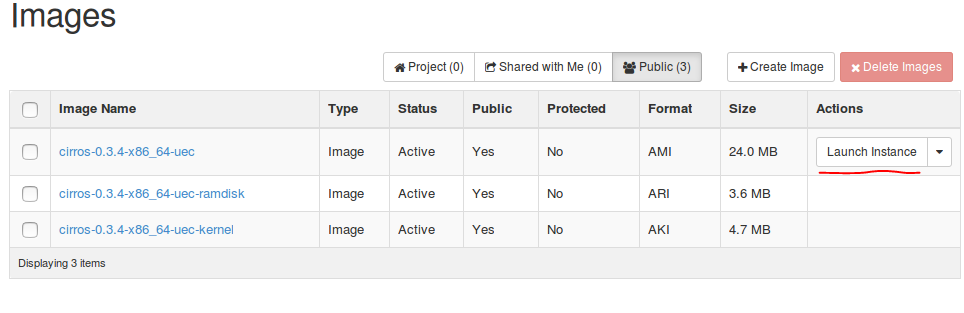 Images
Project (0) Shared with Me (0) Public (3) Create Image Delete Images
Image Name Type Status Public Protected Format Size Actions
cirros-0.3.4-x86_64-uec Image Active Yes No AMI 24.0 MB Launch Instance
cirros-0.3.4-x86_64-uec-ramdisk Image Active Yes No ARI 3.6 MB
cirros-0.3.4-x86_64-uec-kernel Image Active Yes No AKI 4.7 MB
Displaying 3 items